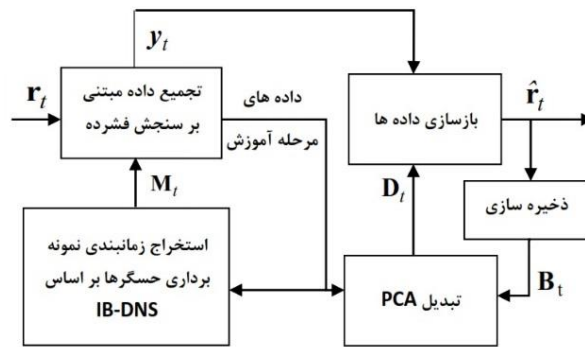 y_t
r_t
تجمیع داده مبتنی
بر سنجش فشرده
داده های
مرحله آموزش
بازسازی داده ها
r̂_t
M_t
D_t
ذخیره سازی
استخراج زمانبندی نمونه
برداری حسگرها بر اساس
IB-DNS
تبدیل PCA
B_t